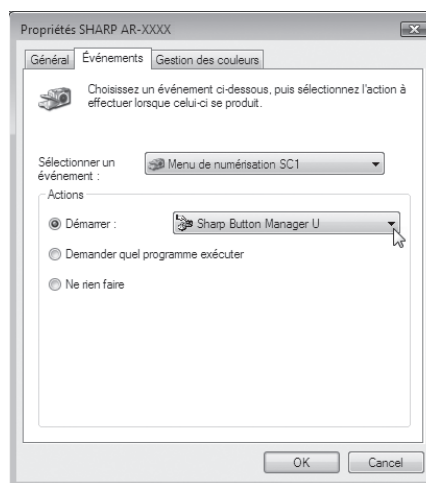 Propriétés SHARP AR-XXXX
Général Événements Gestion des couleurs
Choisissez un événement ci-dessous, puis sélectionnez l'action à
effectuer lorsque celui-ci se produit.
Sélectionner un
événement :
Menu de numérisation SC1
Actions
Démarrer :
Sharp Button Manager U
Demander quel programme exécuter
Ne rien faire
OK Cancel